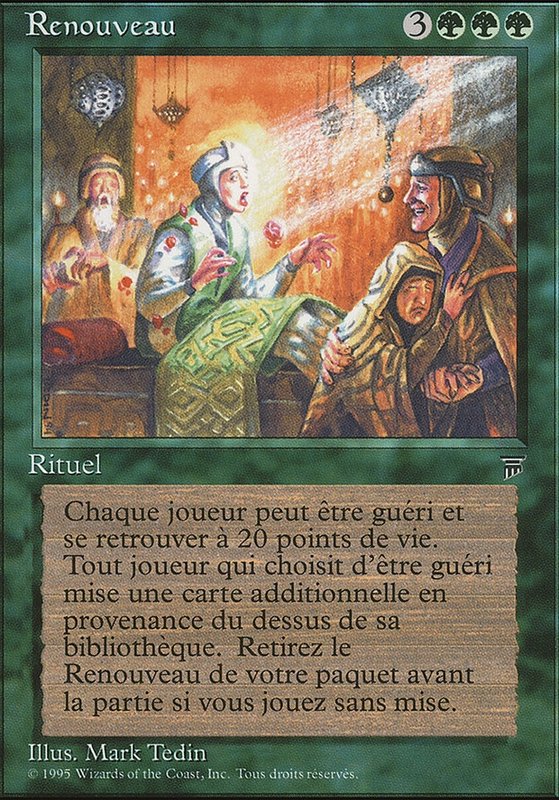 Renouveau 3
Rituel
Chaque joueur peut être guéri et
se retrouver à 20 points de vie.
Tout joueur qui choisit d'être guéri
mise une carte additionnelle en
provenance du dessus de sa
bibliothèque. Retirez le
Renouveau de votre paquet avant
la partie si vous jouez sans mise.
Illus. Mark Tedin
© 1995 Wizards of the Coast, Inc. Tous droits réservés.